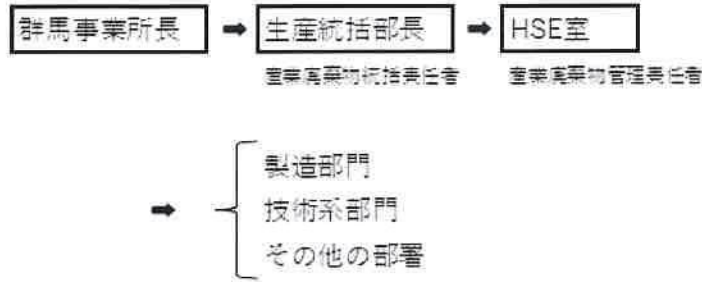 群馬事業所長 ➡ 生産統括部長 ➡ HSE室
産業廃棄物統括責任者 産業廃棄物管理責任者
➡ 製造部門
技術系部門
その他の部署